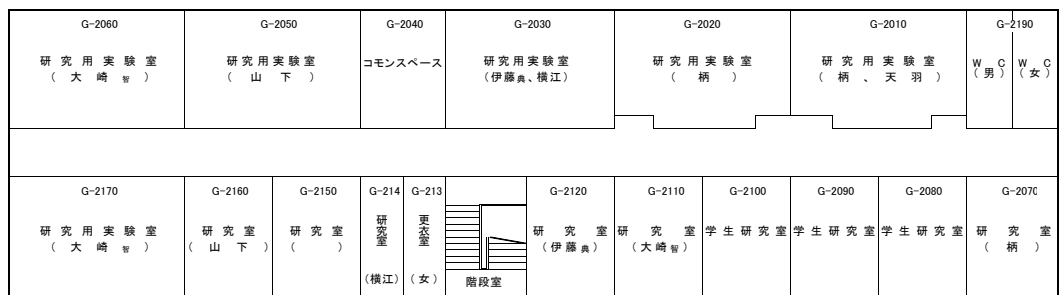 G-2060 G-2050 G-2040 G-2030 G-2020 G-2010 G-2190
研究用実験室 研究用実験室 コモンスペース 研究用実験室 研究用実験室 研究用実験室 WC WC
（大崎智） （山下） （伊藤典、横江） （柄） （柄、天羽） （男） （女）
G-2170 G-2160 G-2150 G-214 G-213 G-2120 G-2110 G-2100 G-2090 G-2080 G-2070
研究用実験室 研究室 研究室 研究室 更衣室 研究室 研究室 学生研究室 学生研究室 学生研究室 研究室
（大崎智） （山下） （ ） （伊藤典） （大崎智） （柄）
（横江） （女） 階段室